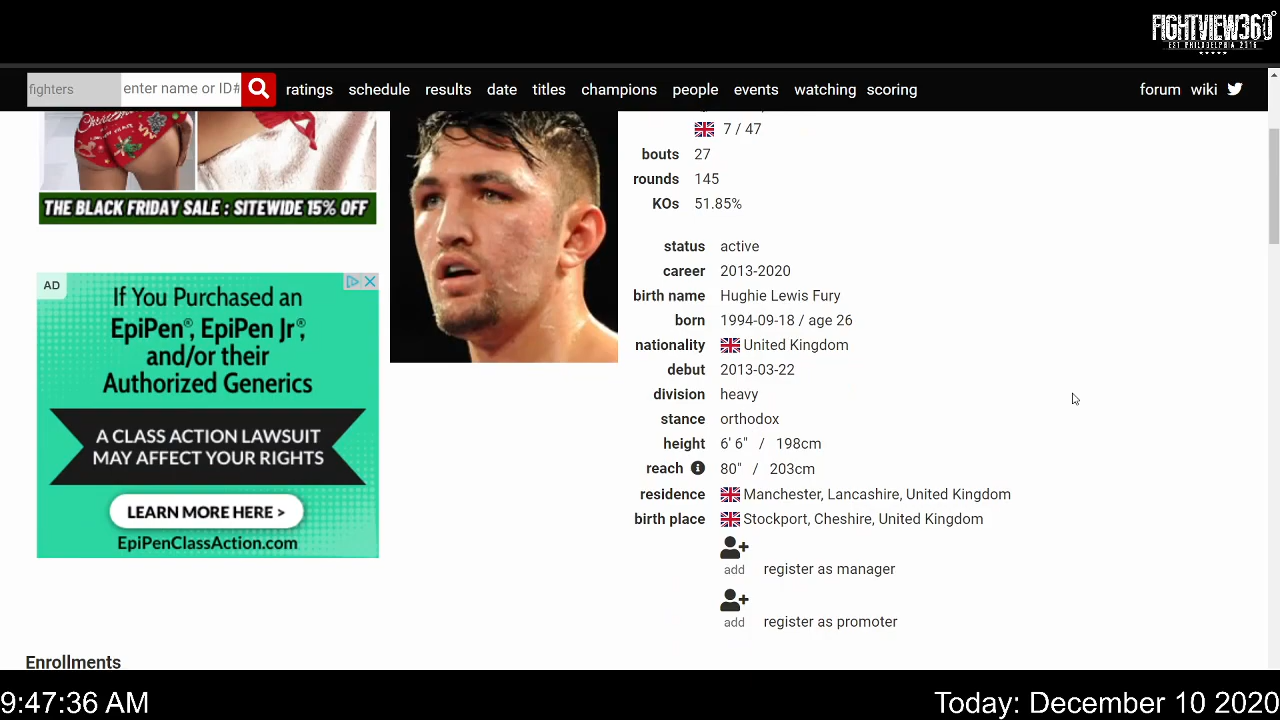 FIGHTVIEW360°
EST PHILADELPHIA 2016
fighters
enter name or ID#
ratings schedule results date titles champions people events watching scoring
forum wiki
7 / 47
bouts 27
rounds 145
KOs 51.85%
THE BLACK FRIDAY SALE : SITEWIDE 15% OFF
status active
career 2013-2020
birth name Hughie Lewis Fury
born 1994-09-18 / age 26
nationality United Kingdom
debut 2013-03-22
division heavy
stance orthodox
height 6' 6" / 198cm
reach 80" / 203cm
residence Manchester, Lancashire, United Kingdom
birth place Stockport, Cheshire, United Kingdom
add register as manager
add register as promoter
AD
If You Purchased an
EpiPen®, EpiPen Jr®,
and/or their
Authorized Generics
A CLASS ACTION LAWSUIT
MAY AFFECT YOUR RIGHTS
LEARN MORE HERE >
EpiPenClassAction.com
Enrollments
9:47:36 AM
Today: December 10 2020